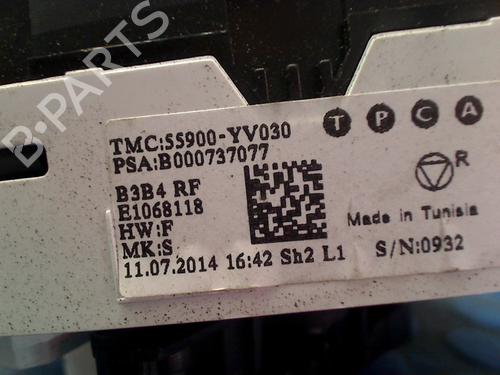 B-PARTS
TMC:55900-YV030
PSA:B000737077
T P C A
B3B4 RF
E1068118
HW:F
MK:S
11.07.2014 16:42 Sh2 L1
R
Made in Tunisia
S/N:0932